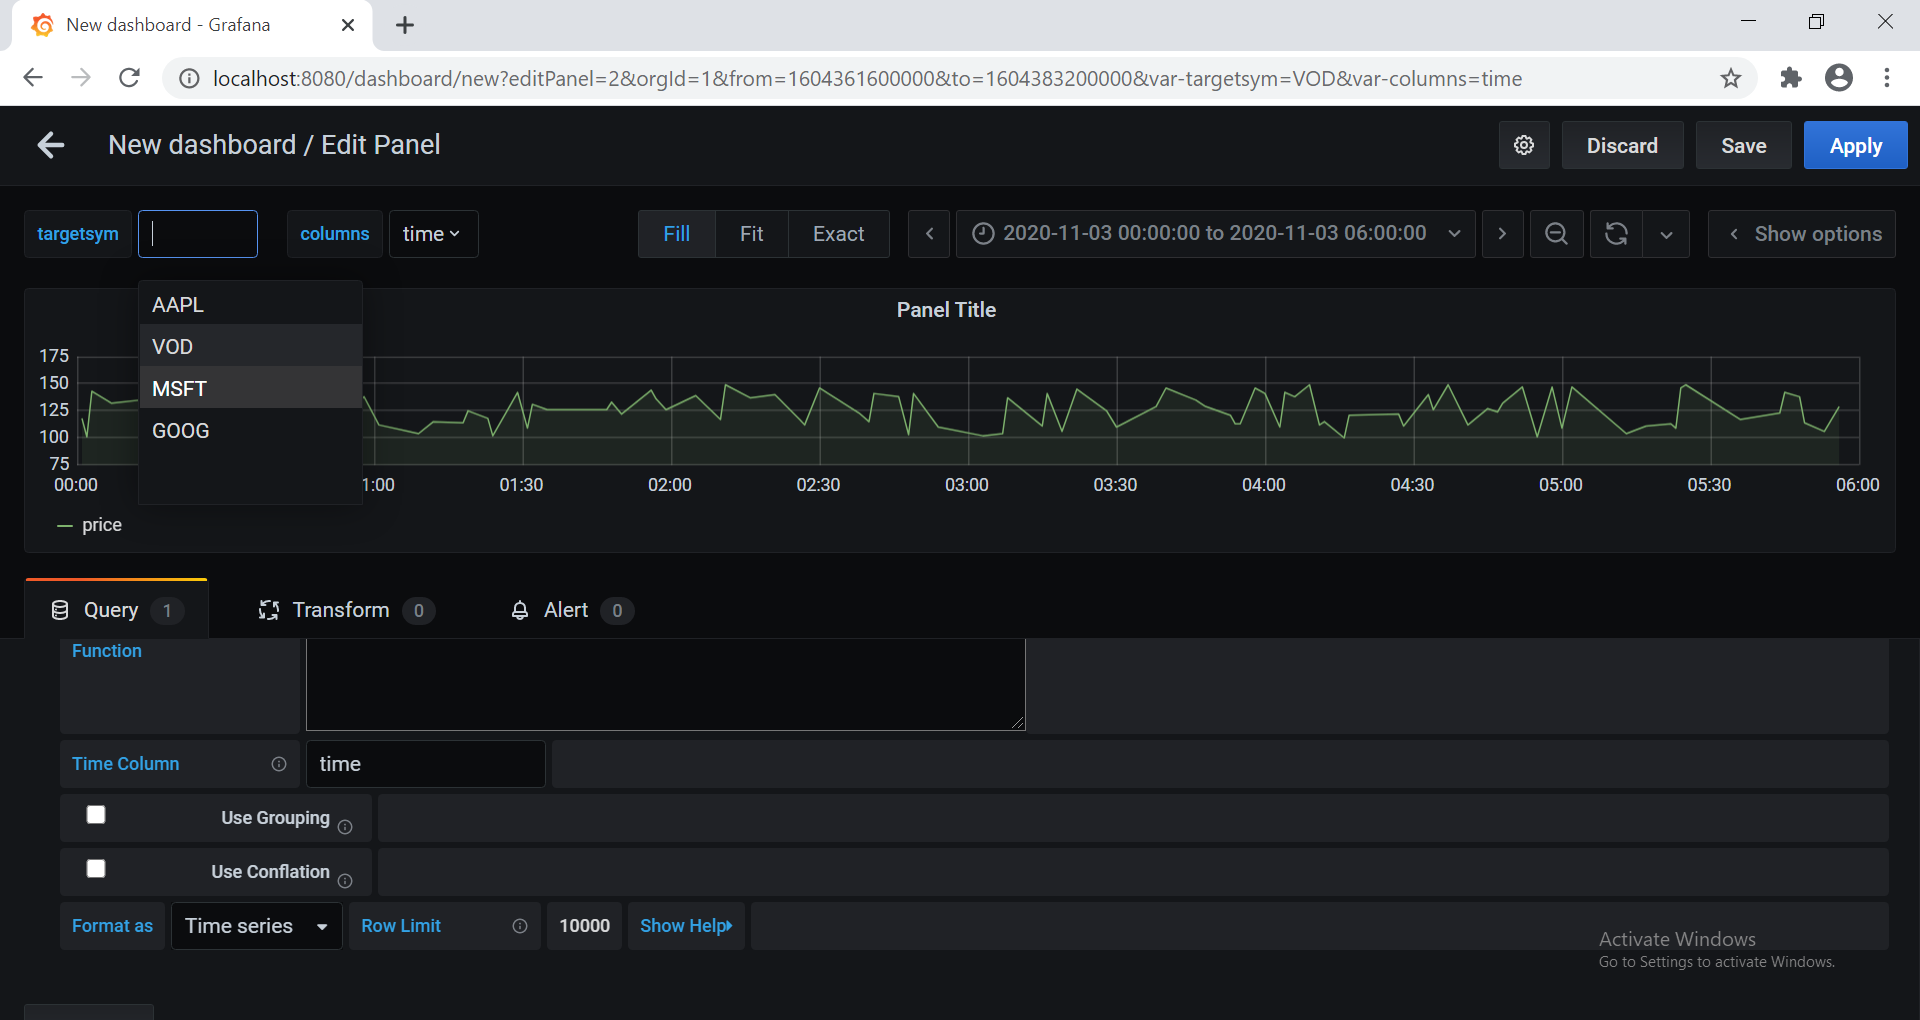 New dashboard - Grafana
localhost:8080/dashboard/new?editPanel=2&orgId=1&from=1604361600000&to=1604383200000&var-targetsym=VOD&var-columns=time
New dashboard / Edit Panel
Discard
Save
Apply
targetsym
columns
time
Fill
Fit
Exact
2020-11-03 00:00:00 to 2020-11-03 06:00:00
Show options
AAPL
VOD
MSFT
GOOG
Panel Title
175
150
125
100
75
00:00
1:00
01:30
02:00
02:30
03:00
03:30
04:00
04:30
05:00
05:30
06:00
price
Query 1
Transform 0
Alert 0
Function
Time Column
time
Use Grouping
Use Conflation
Format as
Time series
Row Limit
10000
Show Help
Activate Windows
Go to Settings to activate Windows.